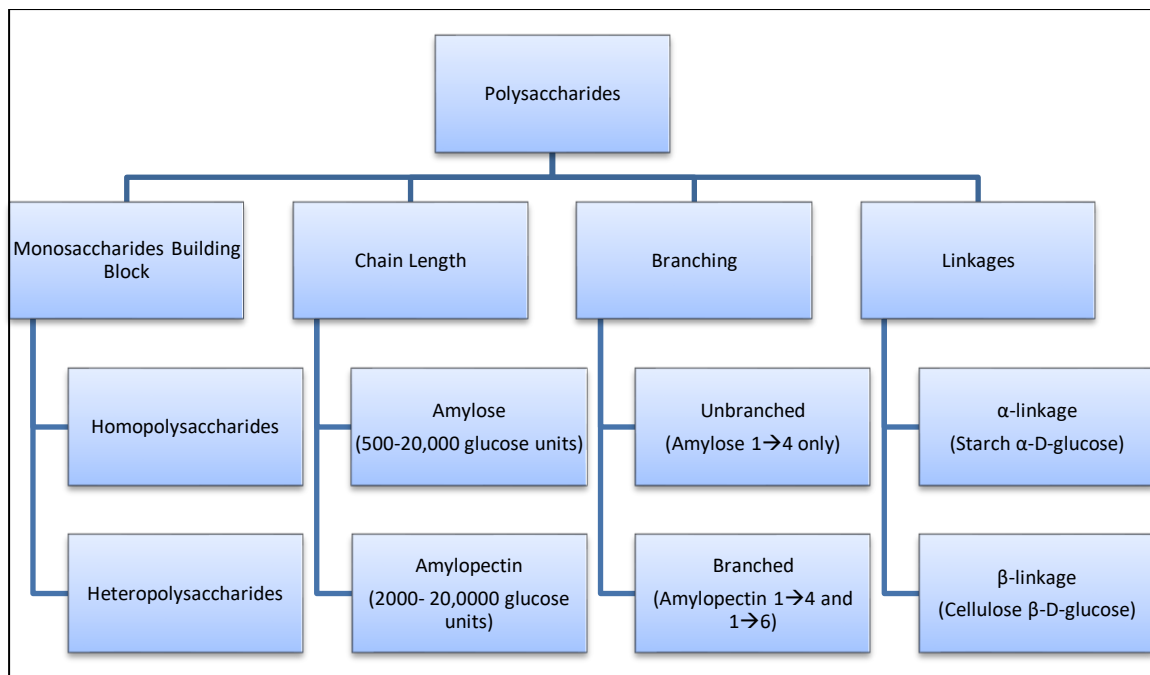 Polysaccharides
Monosaccharides Building
Block
Chain Length
Branching
Linkages
Homopolysaccharides
Amylose
(500-20,000 glucose units)
Unbranched
(Amylose 1→4 only)
α-linkage
(Starch α-D-glucose)
Heteropolysaccharides
Amylopectin
(2000- 20,0000 glucose
units)
Branched
(Amylopectin 1→4 and
1→6)
β-linkage
(Cellulose β-D-glucose)